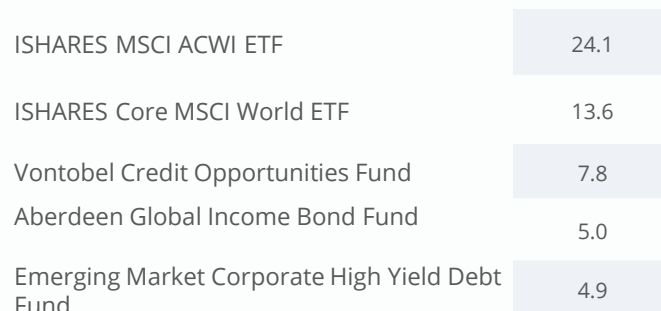 ISHARES MSCI ACWI ETF 24.1
ISHARES Core MSCI World ETF 13.6
Vontobel Credit Opportunities Fund 7.8
Aberdeen Global Income Bond Fund 5.0
Emerging Market Corporate High Yield Debt 4.9
Fund